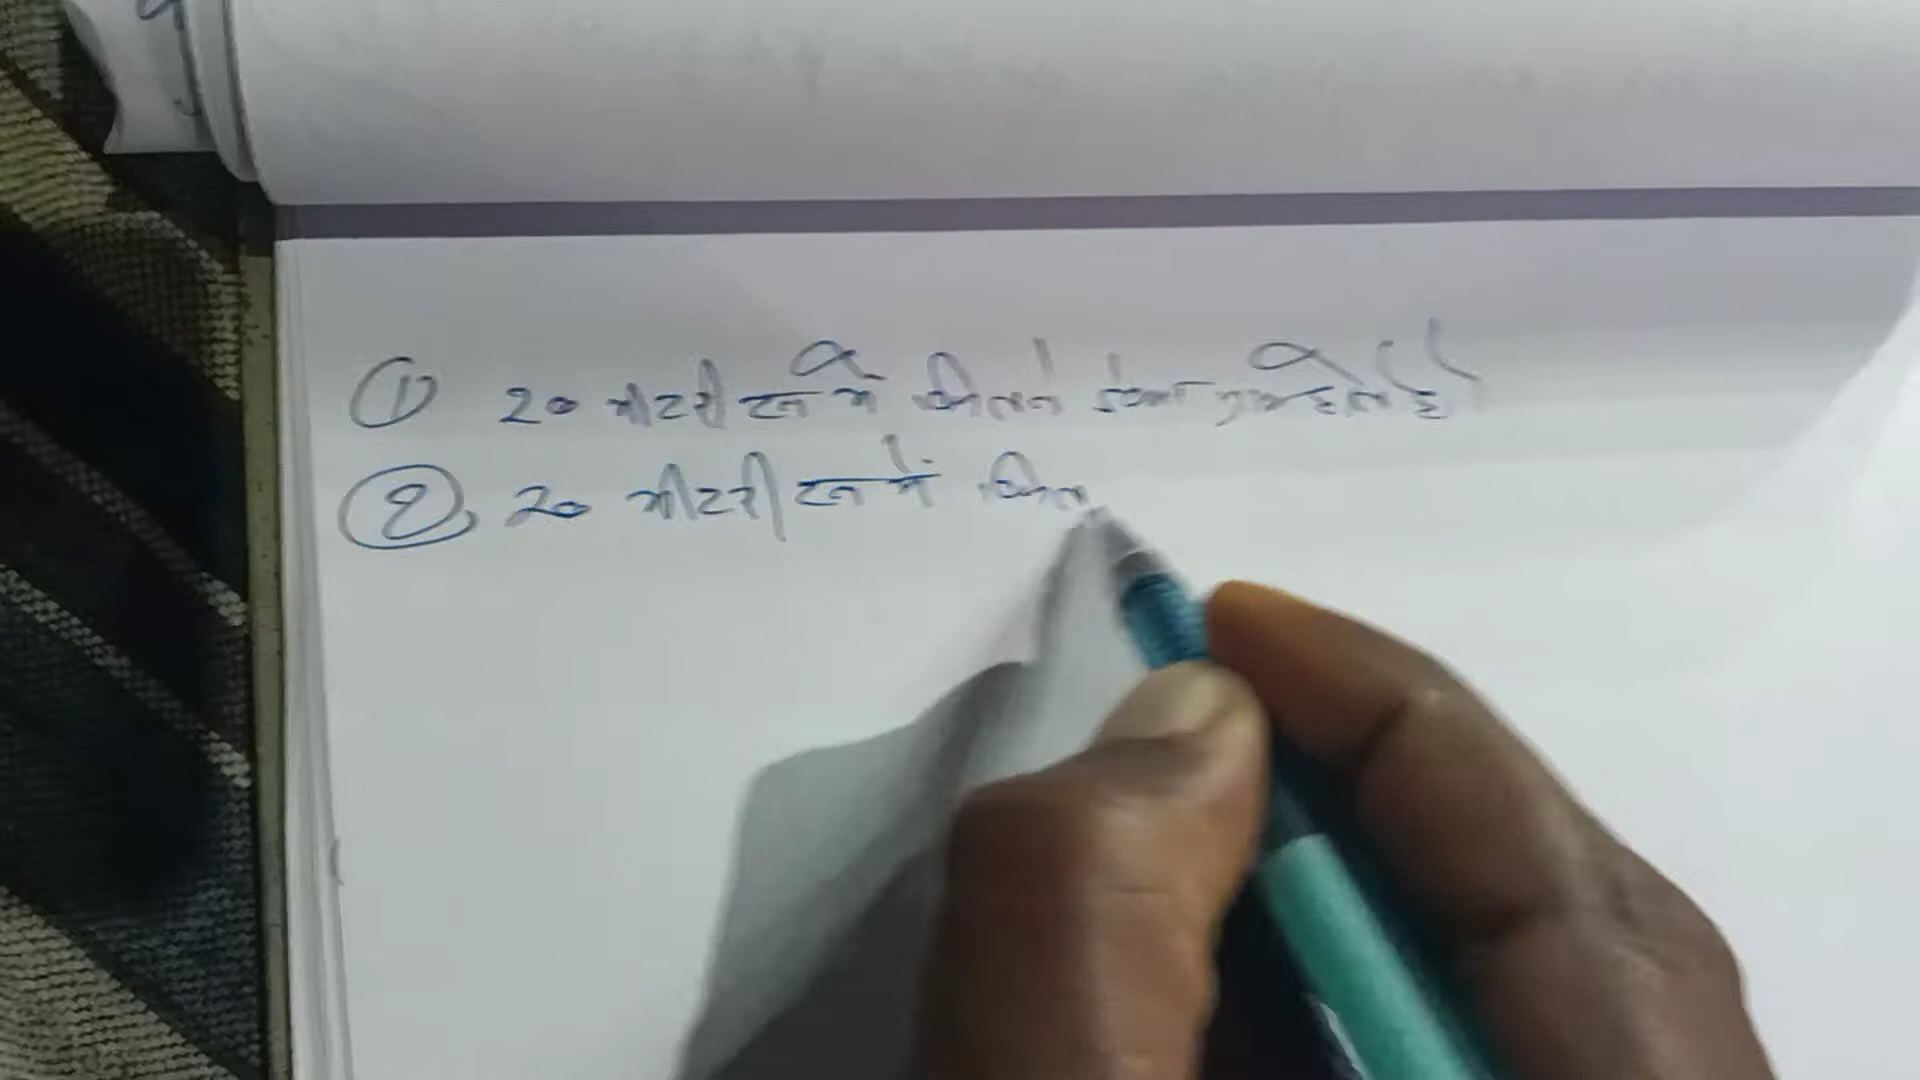 ① 20 मीटरी टन में कितने होता है
② 20 मीटरी टन में कित